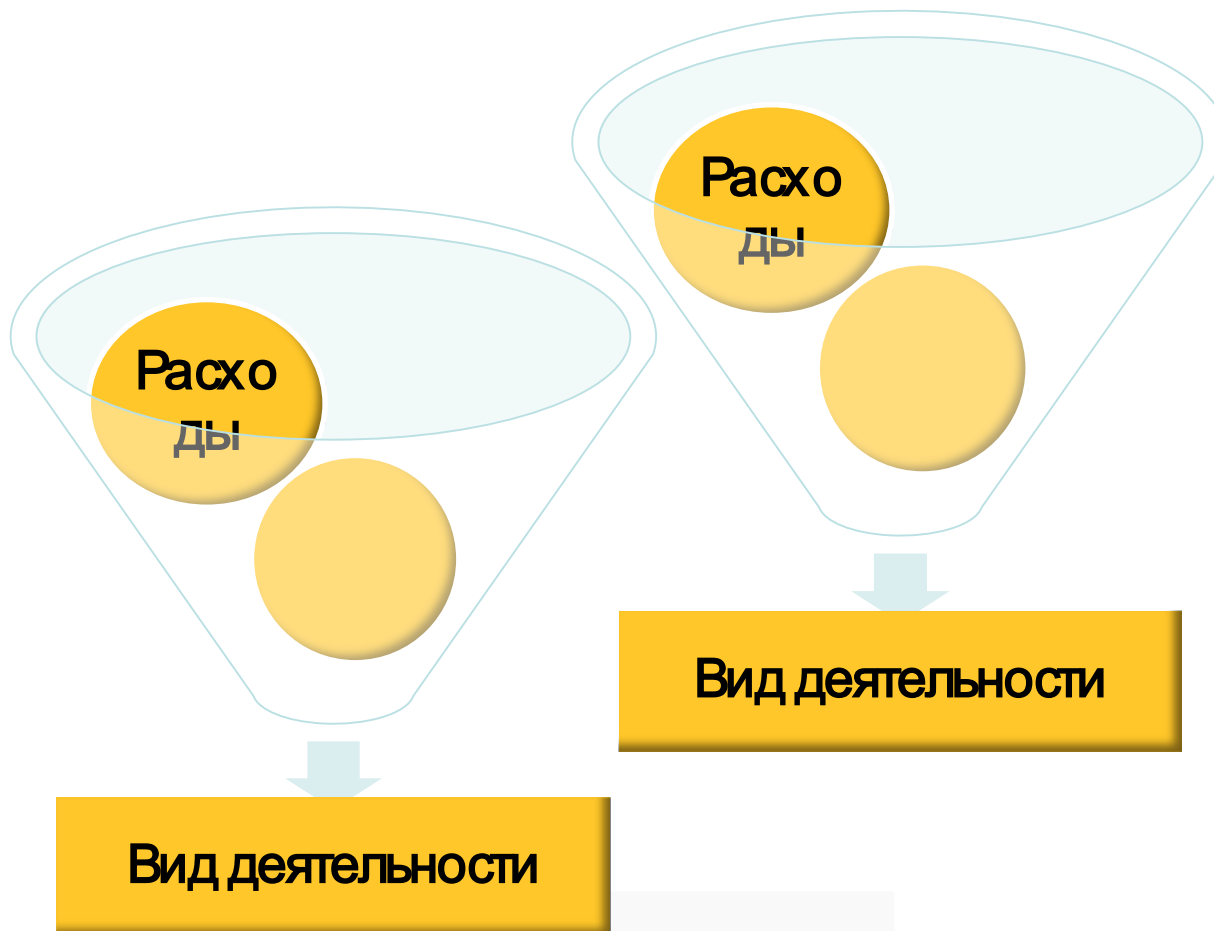 Расхо
ды
Вид деятельности
Расхо
ды
Вид деятельности